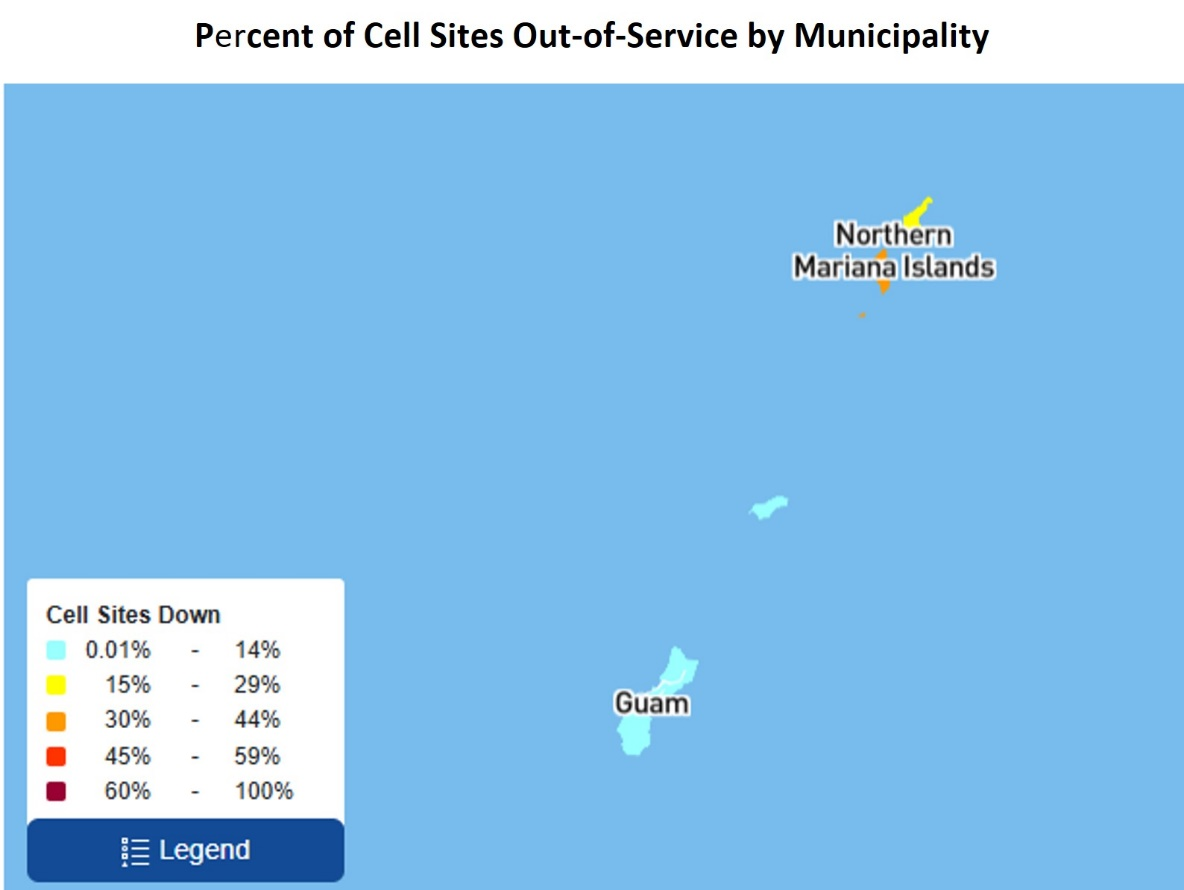 Percent of Cell Sites Out-of-Service by Municipality
Northern
Mariana Islands
Guam
Cell Sites Down
0.01% - 14%
15% - 29%
30% - 44%
45% - 59%
60% - 100%
Legend